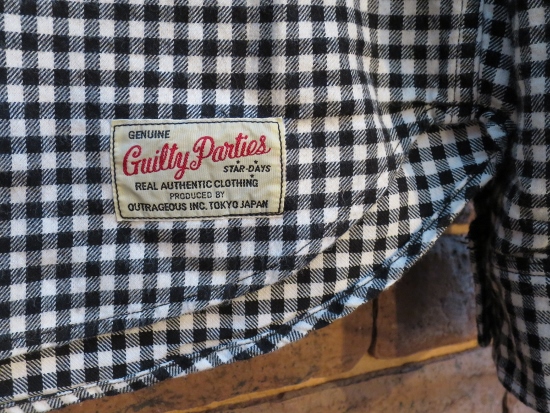 GENUINE
Guilty Parties
STAR-DAYS
REAL AUTHENTIC CLOTHING
PRODUCED BY
OUTRAGEOUS INC. TOKYO JAPAN